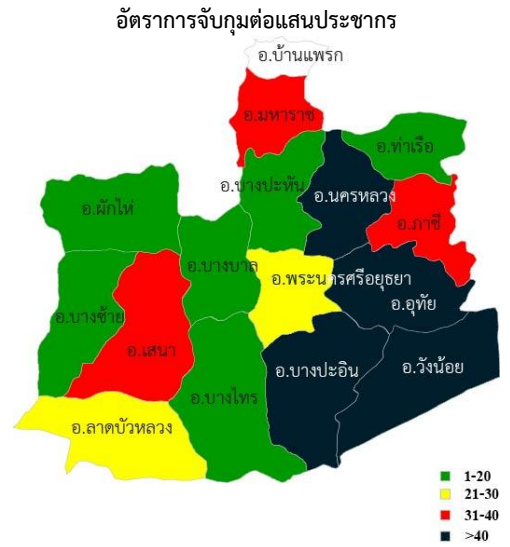 อัตราการจับกุมต่อแสนประชากร
อ.บ้านแพรก
อ.มหาราช
อ.ท่าเรือ
อ.บางปะหัน
อ.นครหลวง
อ.ผักไห่
อ.ภาชี
อ.บางบาล
อ.พระนครศรีอยุธยา
อ.อุทัย
อ.บางซ้าย
อ.เสนา
อ.บางปะอิน
อ.วังน้อย
อ.บางไทร
อ.ลาดบัวหลวง
1-20
21-30
31-40
>40